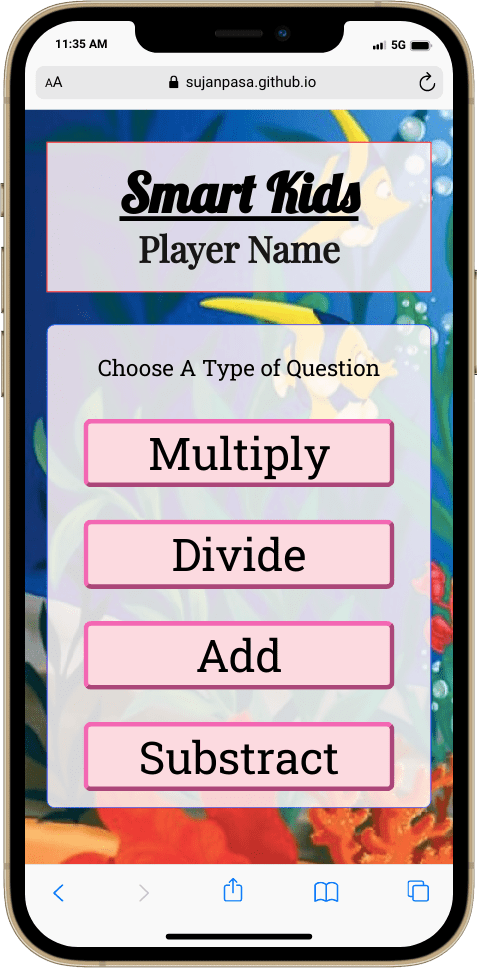 11:35 AM 5G
AA sujanpasa.github.io
Smart Kids
Player Name
Choose A Type of Question
Multiply
Divide
Add
Substract